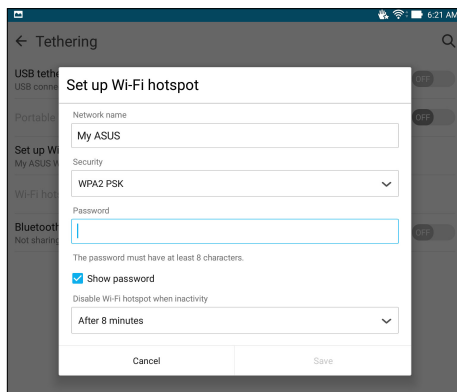 6:21 AM
Tethering
USB tethe
USB conne
OFF
Portable
OFF
Set up Wi
My ASUS W
Wi-Fi hot
Bluetooth
Not sharing
OFF
Set up Wi-Fi hotspot
Network name
My ASUS
Security
WPA2 PSK
Password
The password must have at least 8 characters.
Show password
Disable Wi-Fi hotspot when inactivity
After 8 minutes
Cancel
Save